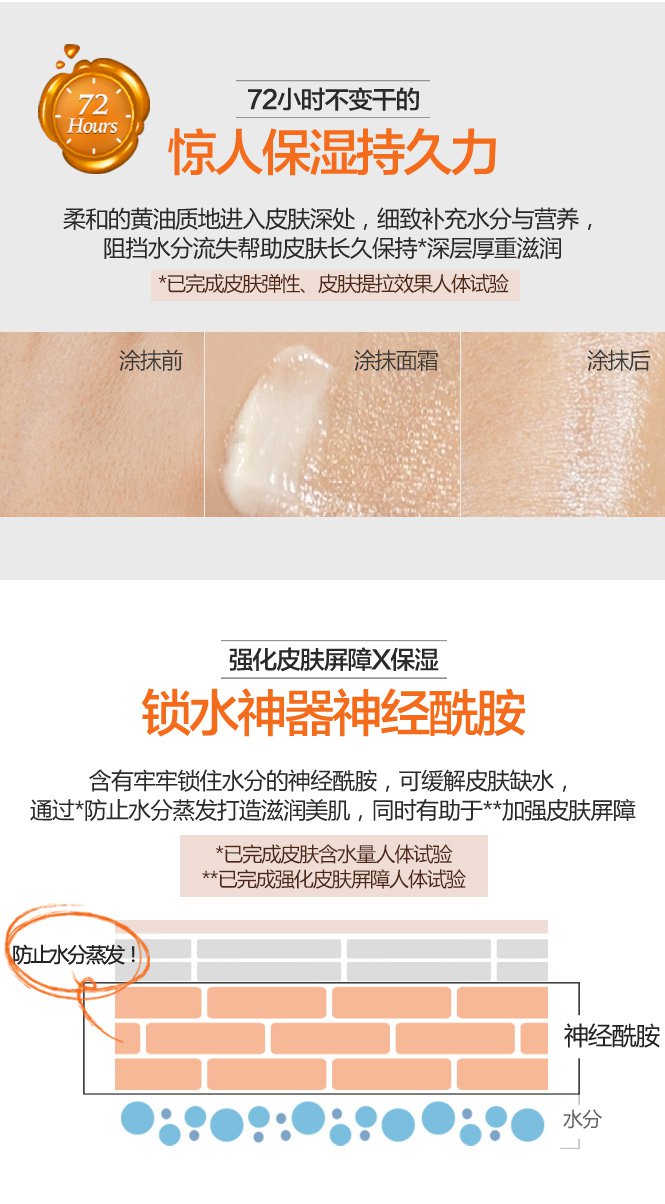 72
Hours
72小时不变干的
惊人保湿持久力
柔和的黄油质地进入皮肤深处，细致补充水分与营养，
阻挡水分流失帮助皮肤长久保持*深层厚重滋润
*已完成皮肤弹性、皮肤提拉效果人体试验
涂抹前
涂抹面霜
涂抹后
强化皮肤屏障X保湿
锁水神器神经酰胺
含有牢牢锁住水分的神经酰胺，可缓解皮肤缺水，
通过*防止水分蒸发打造滋润美肌，同时有助于**加强皮肤屏障
*已完成皮肤含水量人体试验
**已完成强化皮肤屏障人体试验
防止水分蒸发！
神经酰胺
水分